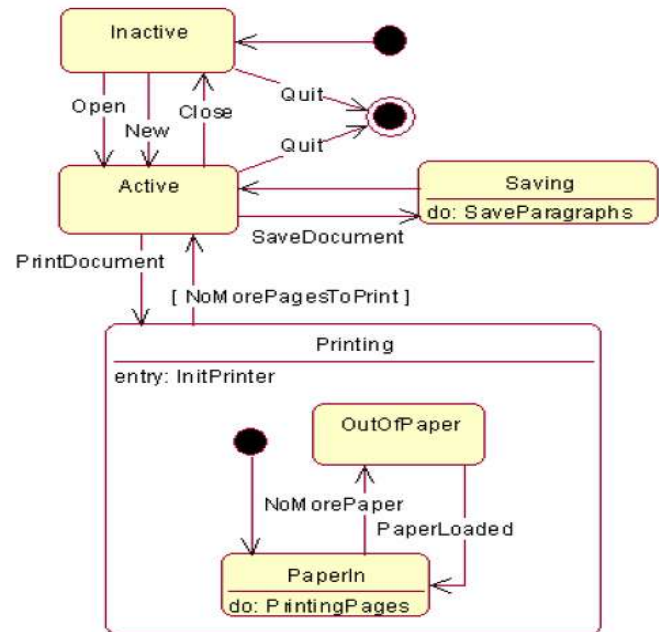 Inactive
Open
New
Close
Quit
Quit
Active
Saving
do: SaveParagraphs
SaveDocument
PrintDocument
[ NoMorePagesToPrint ]
Printing
entry: InitPrinter
OutOfPaper
NoMorePaper
PaperLoaded
PaperIn
do: PrintingPages